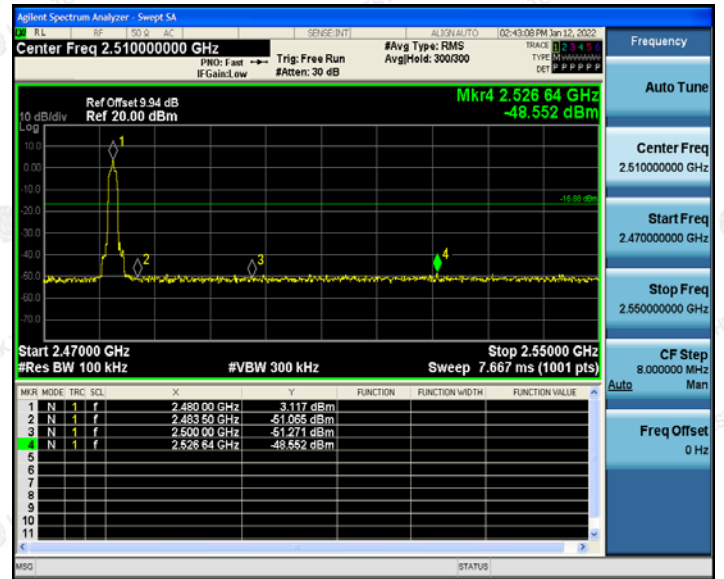 Agilent Spectrum Analyzer - Swept SA
RL RF 50 Ω AC SENSE:INT ALIGNAUTO 02:43:08 PM Jan 12, 2022
Center Freq 2.510000000 GHz
PNO: Fast
IFGain:Low
Trig: Free Run
#Atten: 30 dB
#Avg Type: RMS
Avg|Hold: 300/300
TRACE 1 2 3 4 5 6
TYPE M
DET P P P P P P
Frequency
Mkr4 2.526 64 GHz
-48.552 dBm
10 dB/div
Log
Ref Offset 9.94 dB
Ref 20.00 dBm
10.0
0.00
-10.0
-20.0
-30.0
-40.0
-50.0
-60.0
-70.0
-16.88 dBm
1
2
3
4
Start 2.47000 GHz
#Res BW 100 kHz
#VBW 300 kHz
Stop 2.55000 GHz
Sweep 7.667 ms (1001 pts)
MKR MODE TRC SCL X Y FUNCTION FUNCTION WIDTH FUNCTION VALUE
1 N 1 f 2.480 00 GHz 3.117 dBm
2 N 1 f 2.483 50 GHz -51.065 dBm
3 N 1 f 2.500 00 GHz -51.271 dBm
4 N 1 f 2.526 64 GHz -48.552 dBm
5
6
7
8
9
10
11
MSG STATUS
Auto Tune
Center Freq
2.510000000 GHz
Start Freq
2.470000000 GHz
Stop Freq
2.550000000 GHz
CF Step
8.000000 MHz
Auto Man
Freq Offset
0 Hz